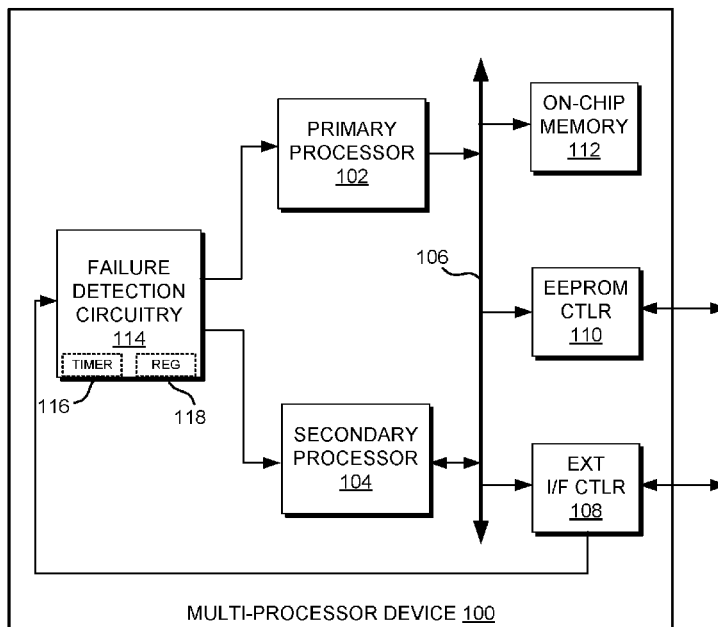 PRIMARY
PROCESSOR
102
ON-CHIP
MEMORY
112
106
FAILURE
DETECTION
CIRCUITRY
114
TIMER
REG
116
118
EEPROM
CTLR
110
SECONDARY
PROCESSOR
104
EXT
I/F CTLR
108
MULTI-PROCESSOR DEVICE 100